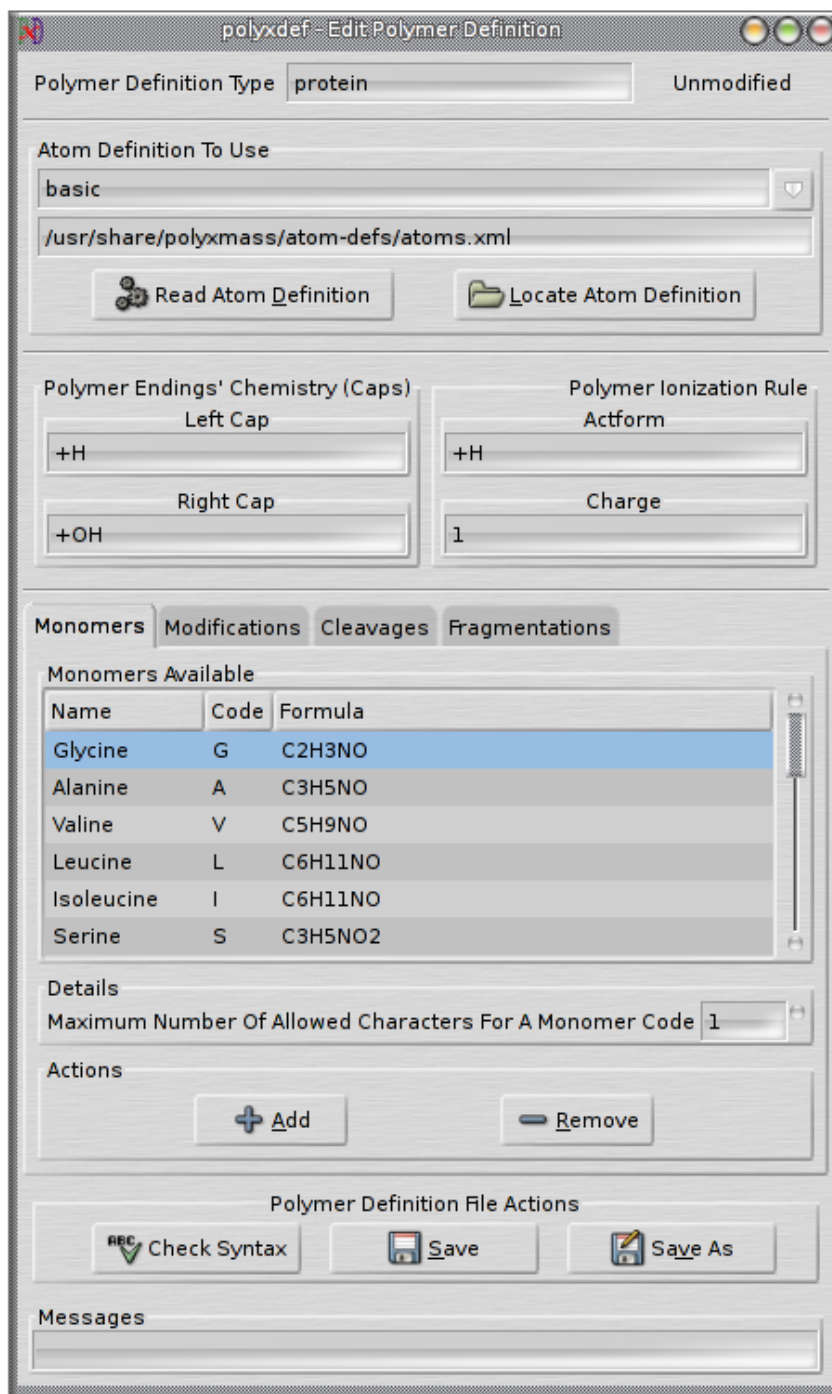 polyxdef - Edit Polymer Definition
Polymer Definition Type protein Unmodified
Atom Definition To Use
basic
/usr/share/polyxmass/atom-defs/atoms.xml
Read Atom Definition Locate Atom Definition
Polymer Endings' Chemistry (Caps) Polymer Ionization Rule
Left Cap Actform
+H +H
Right Cap Charge
+OH 1
Monomers Modifications Cleavages Fragmentations
Monomers Available
Name Code Formula
Glycine G C2H3NO
Alanine A C3H5NO
Valine V C5H9NO
Leucine L C6H11NO
Isoleucine I C6H11NO
Serine S C3H5NO2
Details
Maximum Number Of Allowed Characters For A Monomer Code 1
Actions
Add Remove
Polymer Definition File Actions
ABC Check Syntax Save Save As
Messages